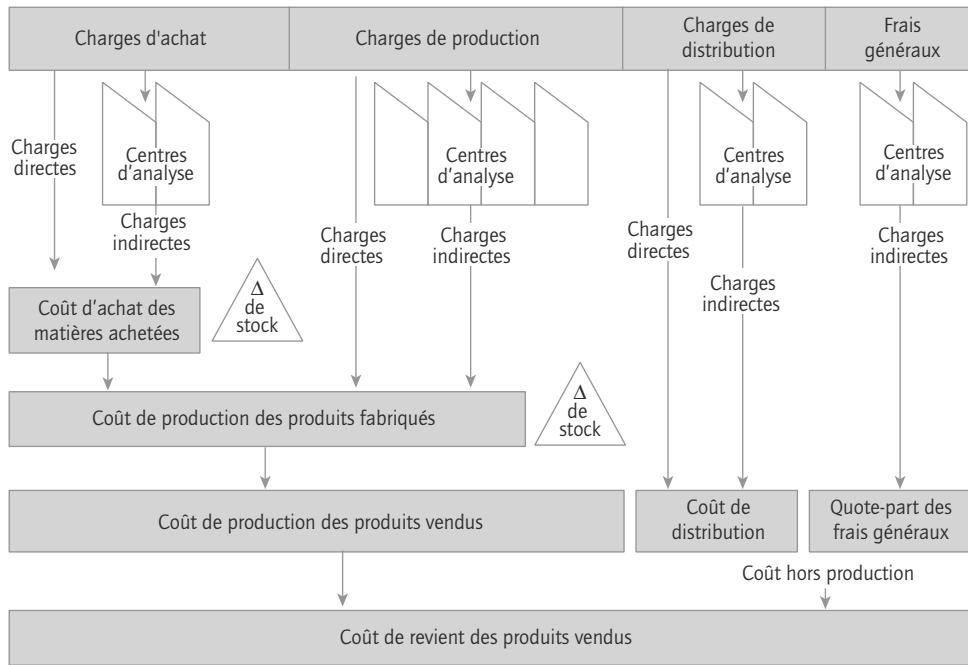 Charges d'achat
Charges de production
Charges de
distribution
Frais
généraux
Charges
directes
Centres
d’analyse
Centres
d’analyse
Centres
d’analyse
Centres
d’analyse
Charges
indirectes
Charges
directes
Charges
indirectes
Charges
directes
Charges
indirectes
Charges
indirectes
Coût d’achat des
matières achetées
Δ
de
stock
Coût de production des produits fabriqués
Δ
de
stock
Coût de production des produits vendus
Coût de
distribution
Quote-part des
frais généraux
Coût hors production
Coût de revient des produits vendus